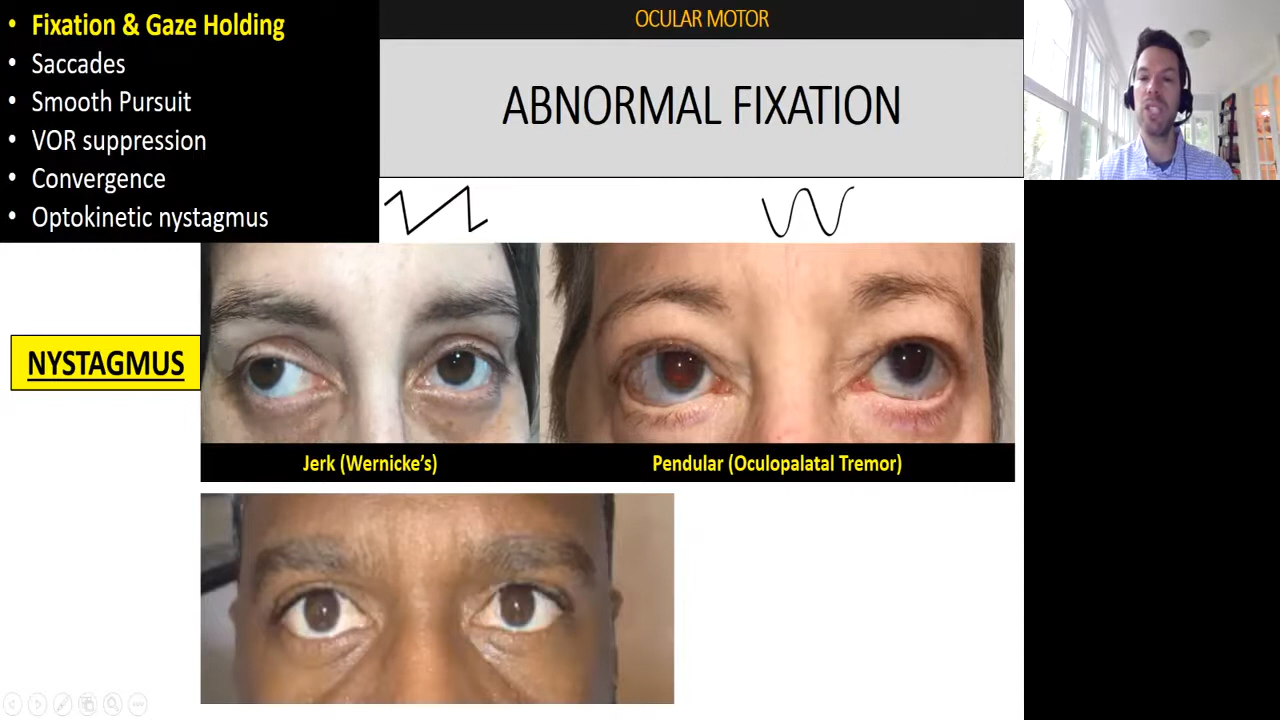 • Fixation & Gaze Holding
• Saccades
• Smooth Pursuit
• VOR suppression
• Convergence
• Optokinetic nystagmus
OCULAR MOTOR
ABNORMAL FIXATION
NYSTAGMUS
Jerk (Wernicke's)
Pendular (Oculopalatal Tremor)